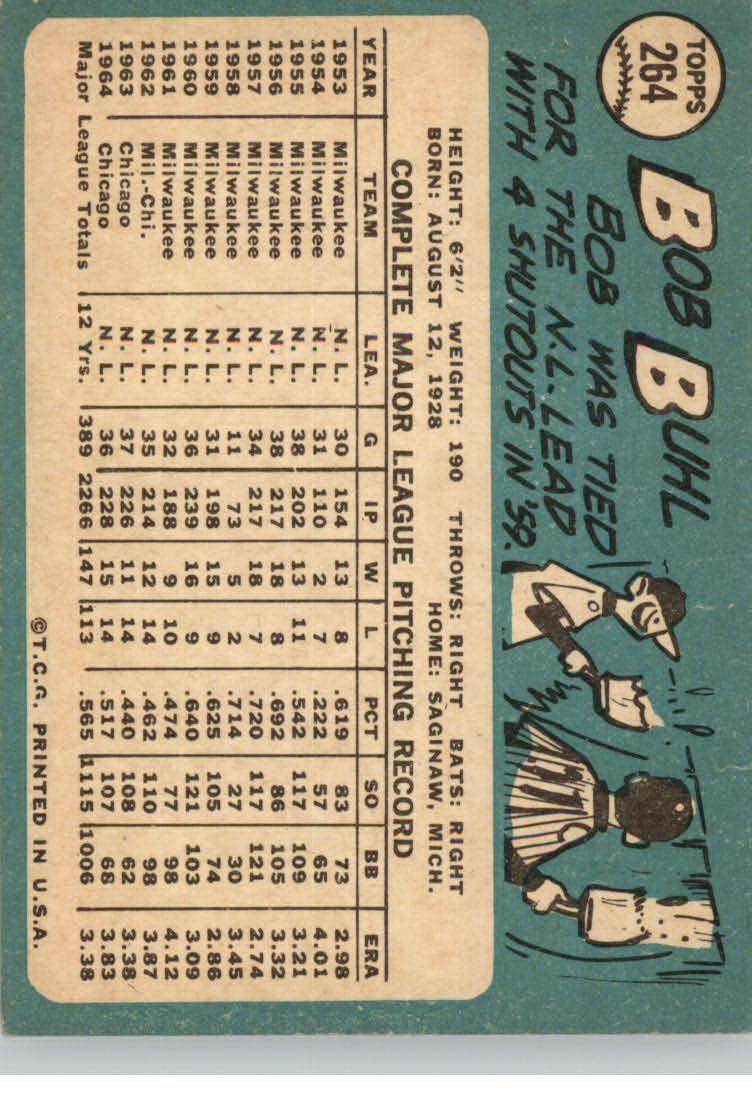 TOPPS
264
BOB BUHL
BOB WAS TIED
FOR THE N.L. LEAD
WITH 4 SHUTOUTS IN '59.
HEIGHT: 6'2" WEIGHT: 190 THROWS: RIGHT BATS: RIGHT
BORN: AUGUST 12, 1928 HOME: SAGINAW, MICH.
COMPLETE MAJOR LEAGUE PITCHING RECORD
YEAR TEAM LEA. G IP W L PCT SO BB ERA
1953 Milwaukee N. L. 30 154 13 8 .619 83 73 2.98
1954 Milwaukee N. L. 31 110 2 7 .222 57 65 4.01
1955 Milwaukee N. L. 38 202 13 11 .542 117 109 3.21
1956 Milwaukee N. L. 38 217 18 8 .692 86 105 3.32
1957 Milwaukee N. L. 34 217 18 7 .720 117 121 2.74
1958 Milwaukee N. L. 11 73 5 2 .714 27 30 3.45
1959 Milwaukee N. L. 31 198 15 9 .625 105 74 2.86
1960 Milwaukee N. L. 36 239 16 9 .640 121 103 3.09
1961 Milwaukee N. L. 32 188 9 10 .474 77 98 4.12
1962 Mil.-Chi. N. L. 35 214 12 14 .462 110 98 3.87
1963 Chicago N. L. 37 226 11 14 .440 108 62 3.38
1964 Chicago N. L. 36 228 15 14 .517 107 68 3.83
Major League Totals 12 Yrs. 389 2266 147 113 .565 1115 1006 3.38
©T.C.G. PRINTED IN U.S.A.